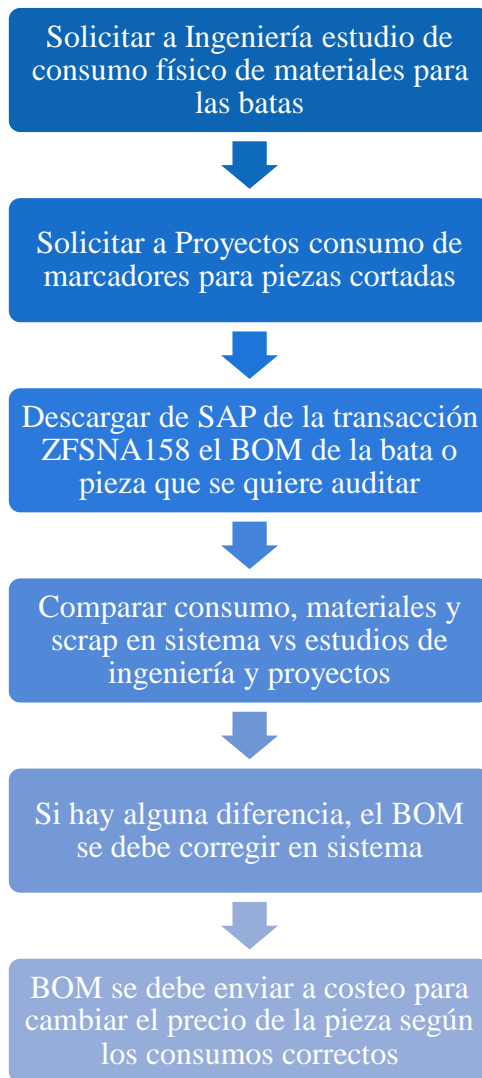 Solicitar a Ingeniería estudio de
consumo físico de materiales para
las batas
Solicitar a Proyectos consumo de
marcadores para piezas cortadas
Descargar de SAP de la transacción
ZFSNA158 el BOM de la bata o
pieza que se quiere auditar
Comparar consumo, materiales y
scrap en sistema vs estudios de
ingeniería y proyectos
Si hay alguna diferencia, el BOM
se debe corregir en sistema
BOM se debe enviar a costeo para
cambiar el precio de la pieza según
los consumos correctos